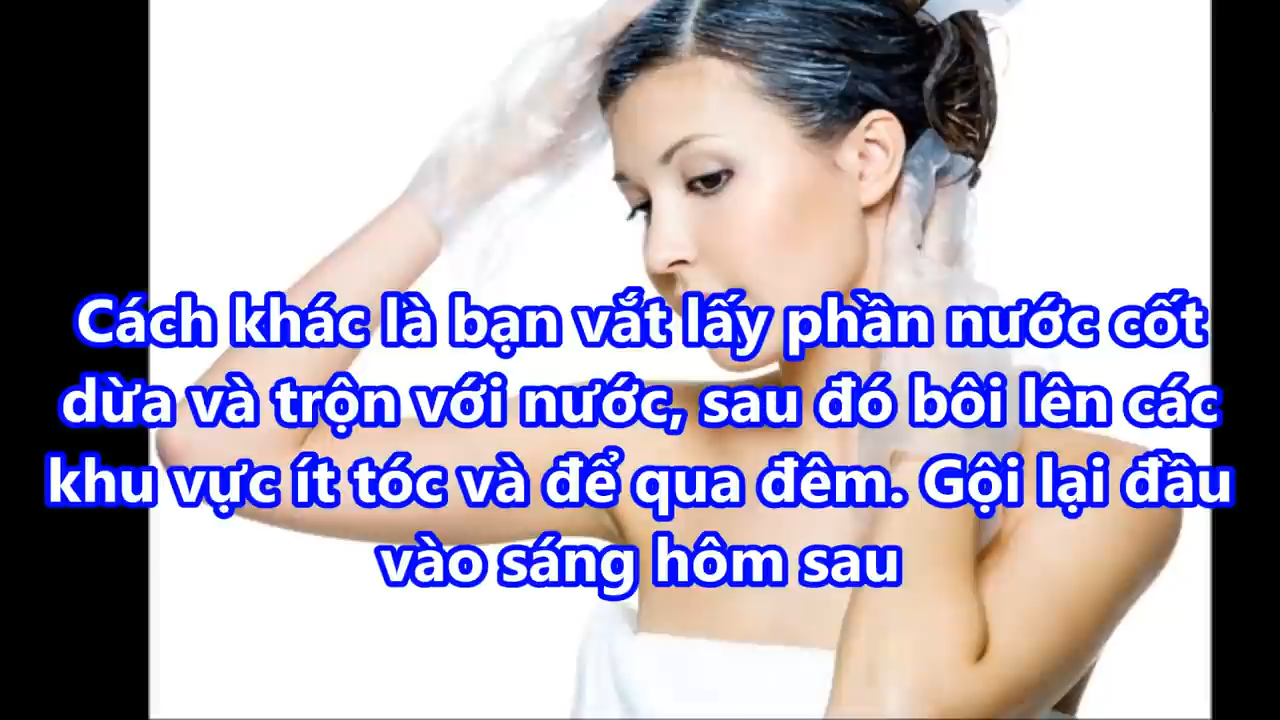 Cách khác là bạn vắt lấy phần nước cốt
dừa và trộn với nước, sau đó bôi lên các
khu vực ít tóc và để qua đêm. Gội lại đầu
vào sáng hôm sau